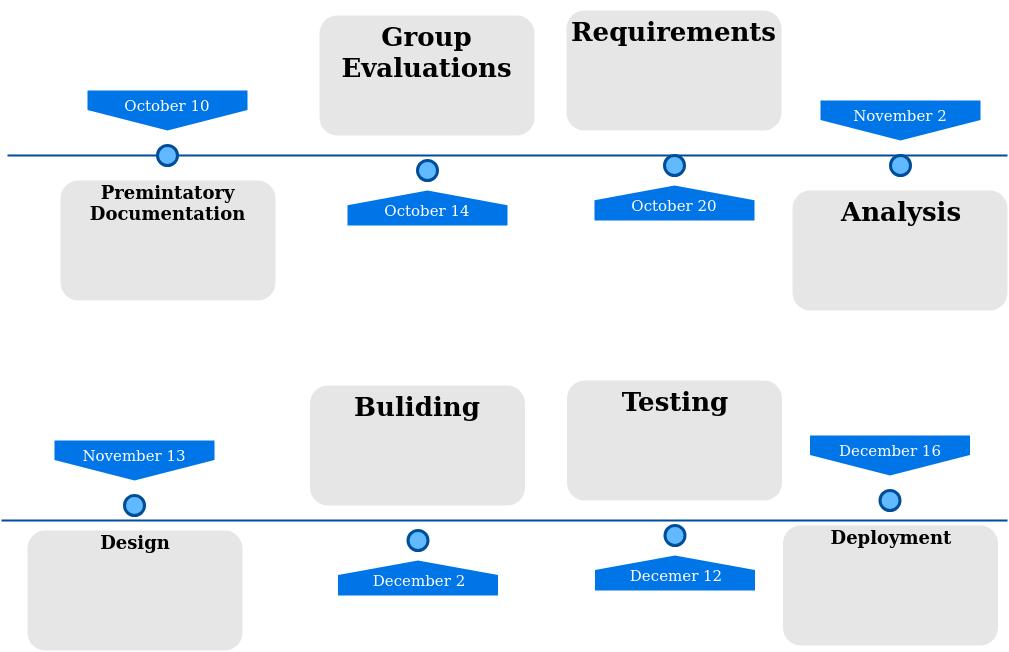 October 10
Premintatory
Documentation
Group
Evaluations
October 14
Requirements
October 20
November 2
Analysis
November 13
Design
Buliding
December 2
Testing
Decemer 12
December 16
Deployment